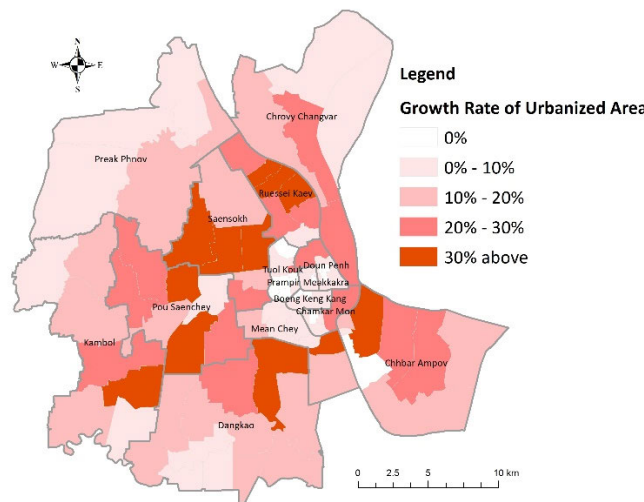 N
W E
S
Legend
Growth Rate of Urbanized Area
0%
0% - 10%
10% - 20%
20% - 30%
30% above
Chrovy Changvar
Preak Phnov
Ruessei Kaev
Saensokh
Tuol Kouk
Doun Penh
Prampir Meakkakra
Boeng Keng Kang
Pou Saenchey
Chamkar Mon
Mean Chey
Kambol
Chhbar Ampov
Dangkao
0 2.5 5 10 km